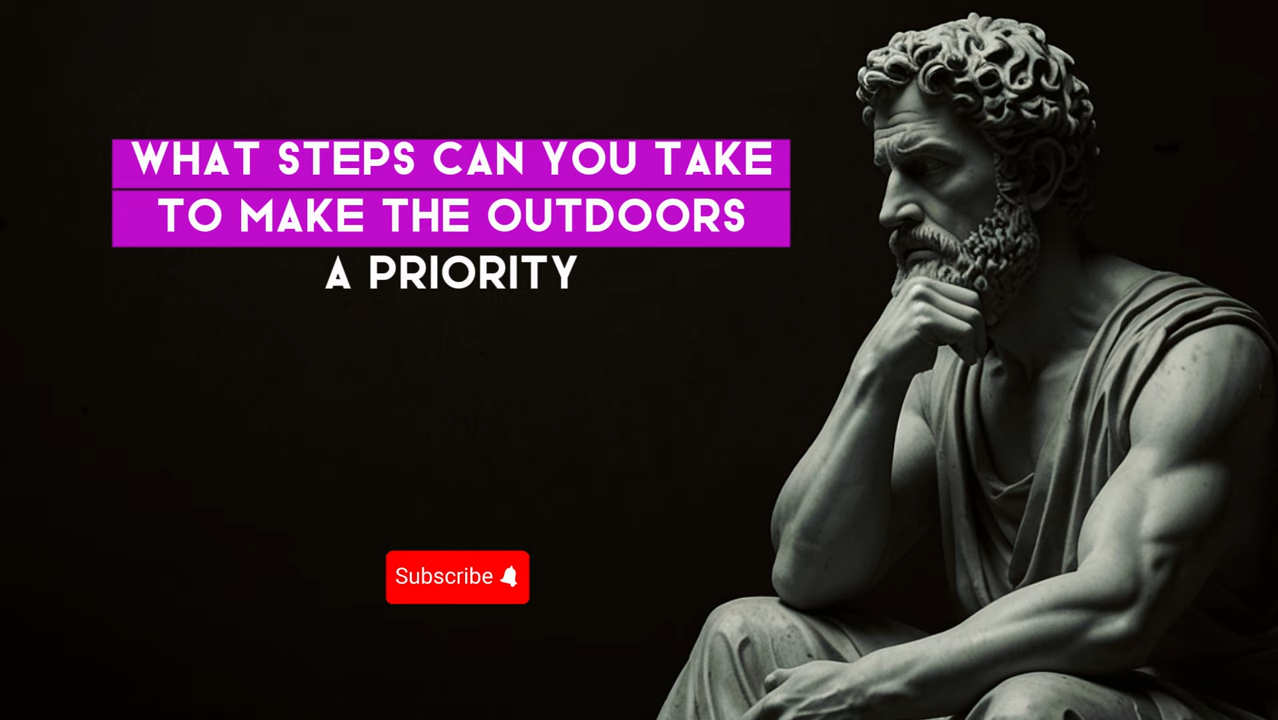 WHAT STEPS CAN YOU TAKE
TO MAKE THE OUTDOORS
A PRIORITY
Subscribe